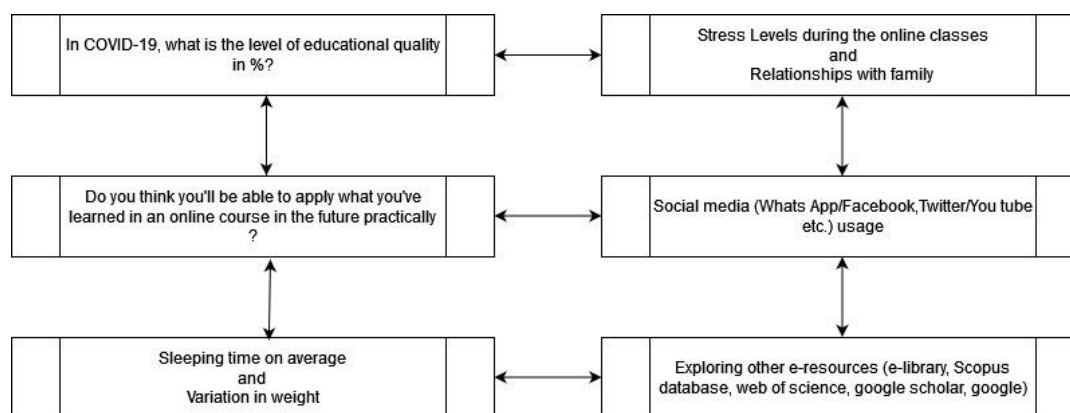 In COVID-19, what is the level of educational quality
in %?
Stress Levels during the online classes
and
Relationships with family
Do you think you'll be able to apply what you've
learned in an online course in the future practically
?
Social media (Whats App/Facebook,Twitter/You tube
etc.) usage
Sleeping time on average
and
Variation in weight
Exploring other e-resources (e-library, Scopus
database, web of science, google scholar, google)